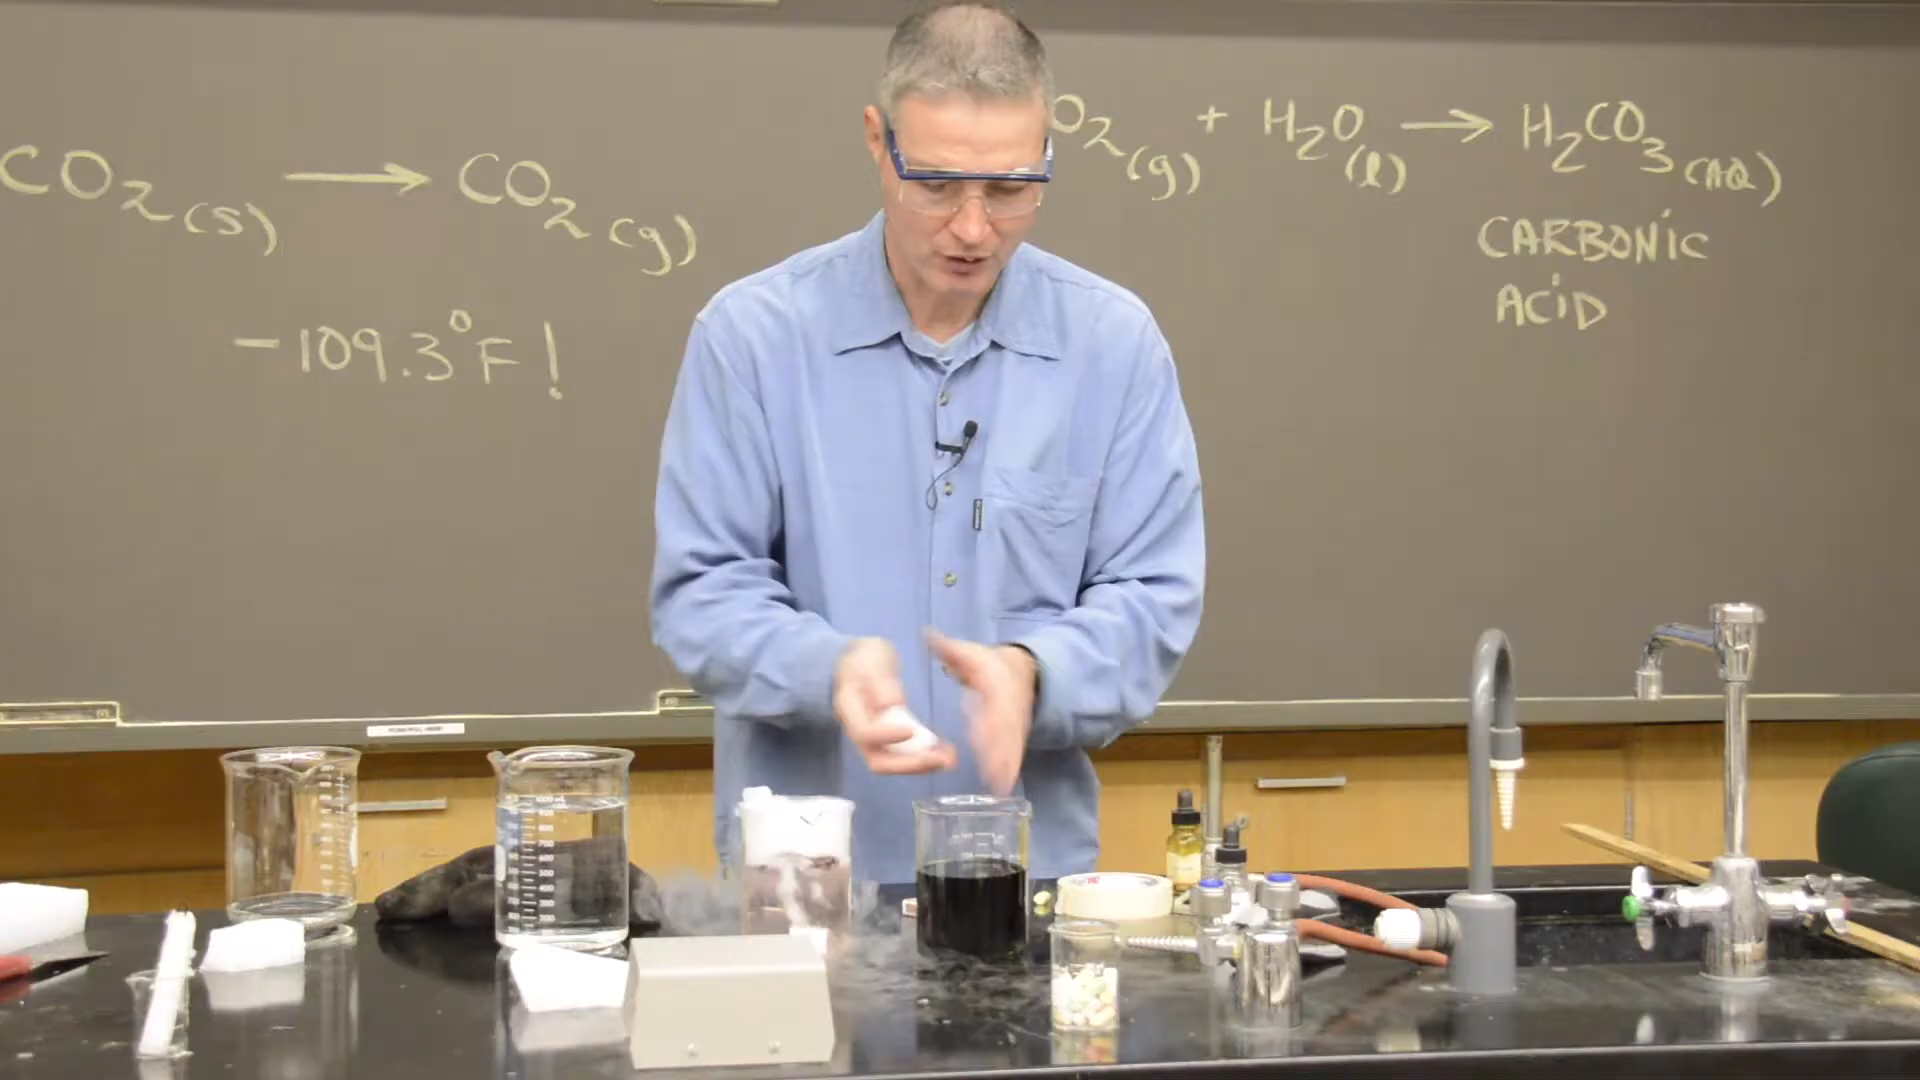 CO₂(s) → CO₂(g)
-109.3°F!
O₂(g) + H₂O(l) → H₂CO₃(AQ)
CARBONIC
ACID